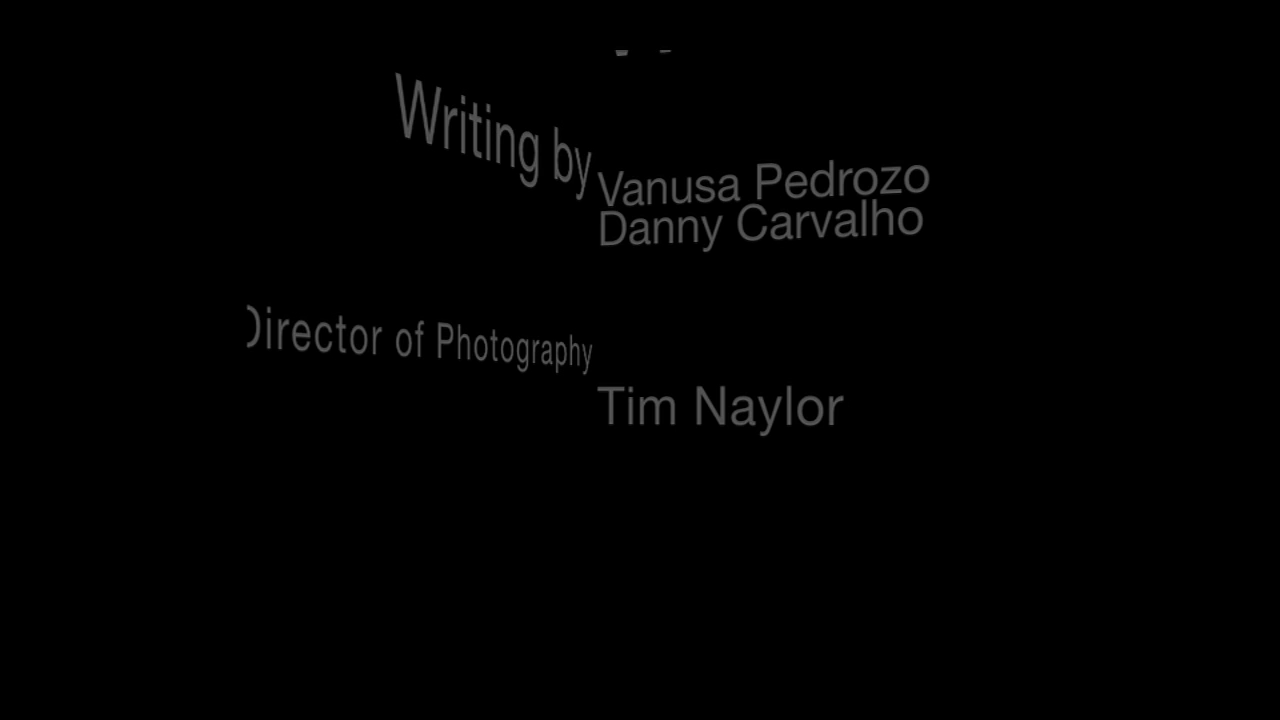 Writing by
Vanusa Pedrozo
Danny Carvalho
Director of Photography
Tim Naylor